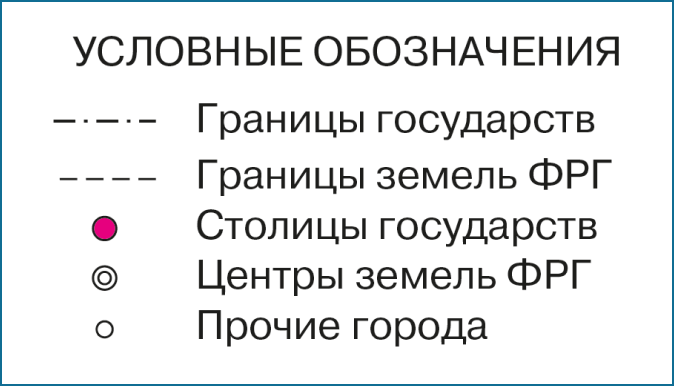 УСЛОВНЫЕ ОБОЗНАЧЕНИЯ
Границы государств
Границы земель ФРГ
Столицы государств
Центры земель ФРГ
Прочие города